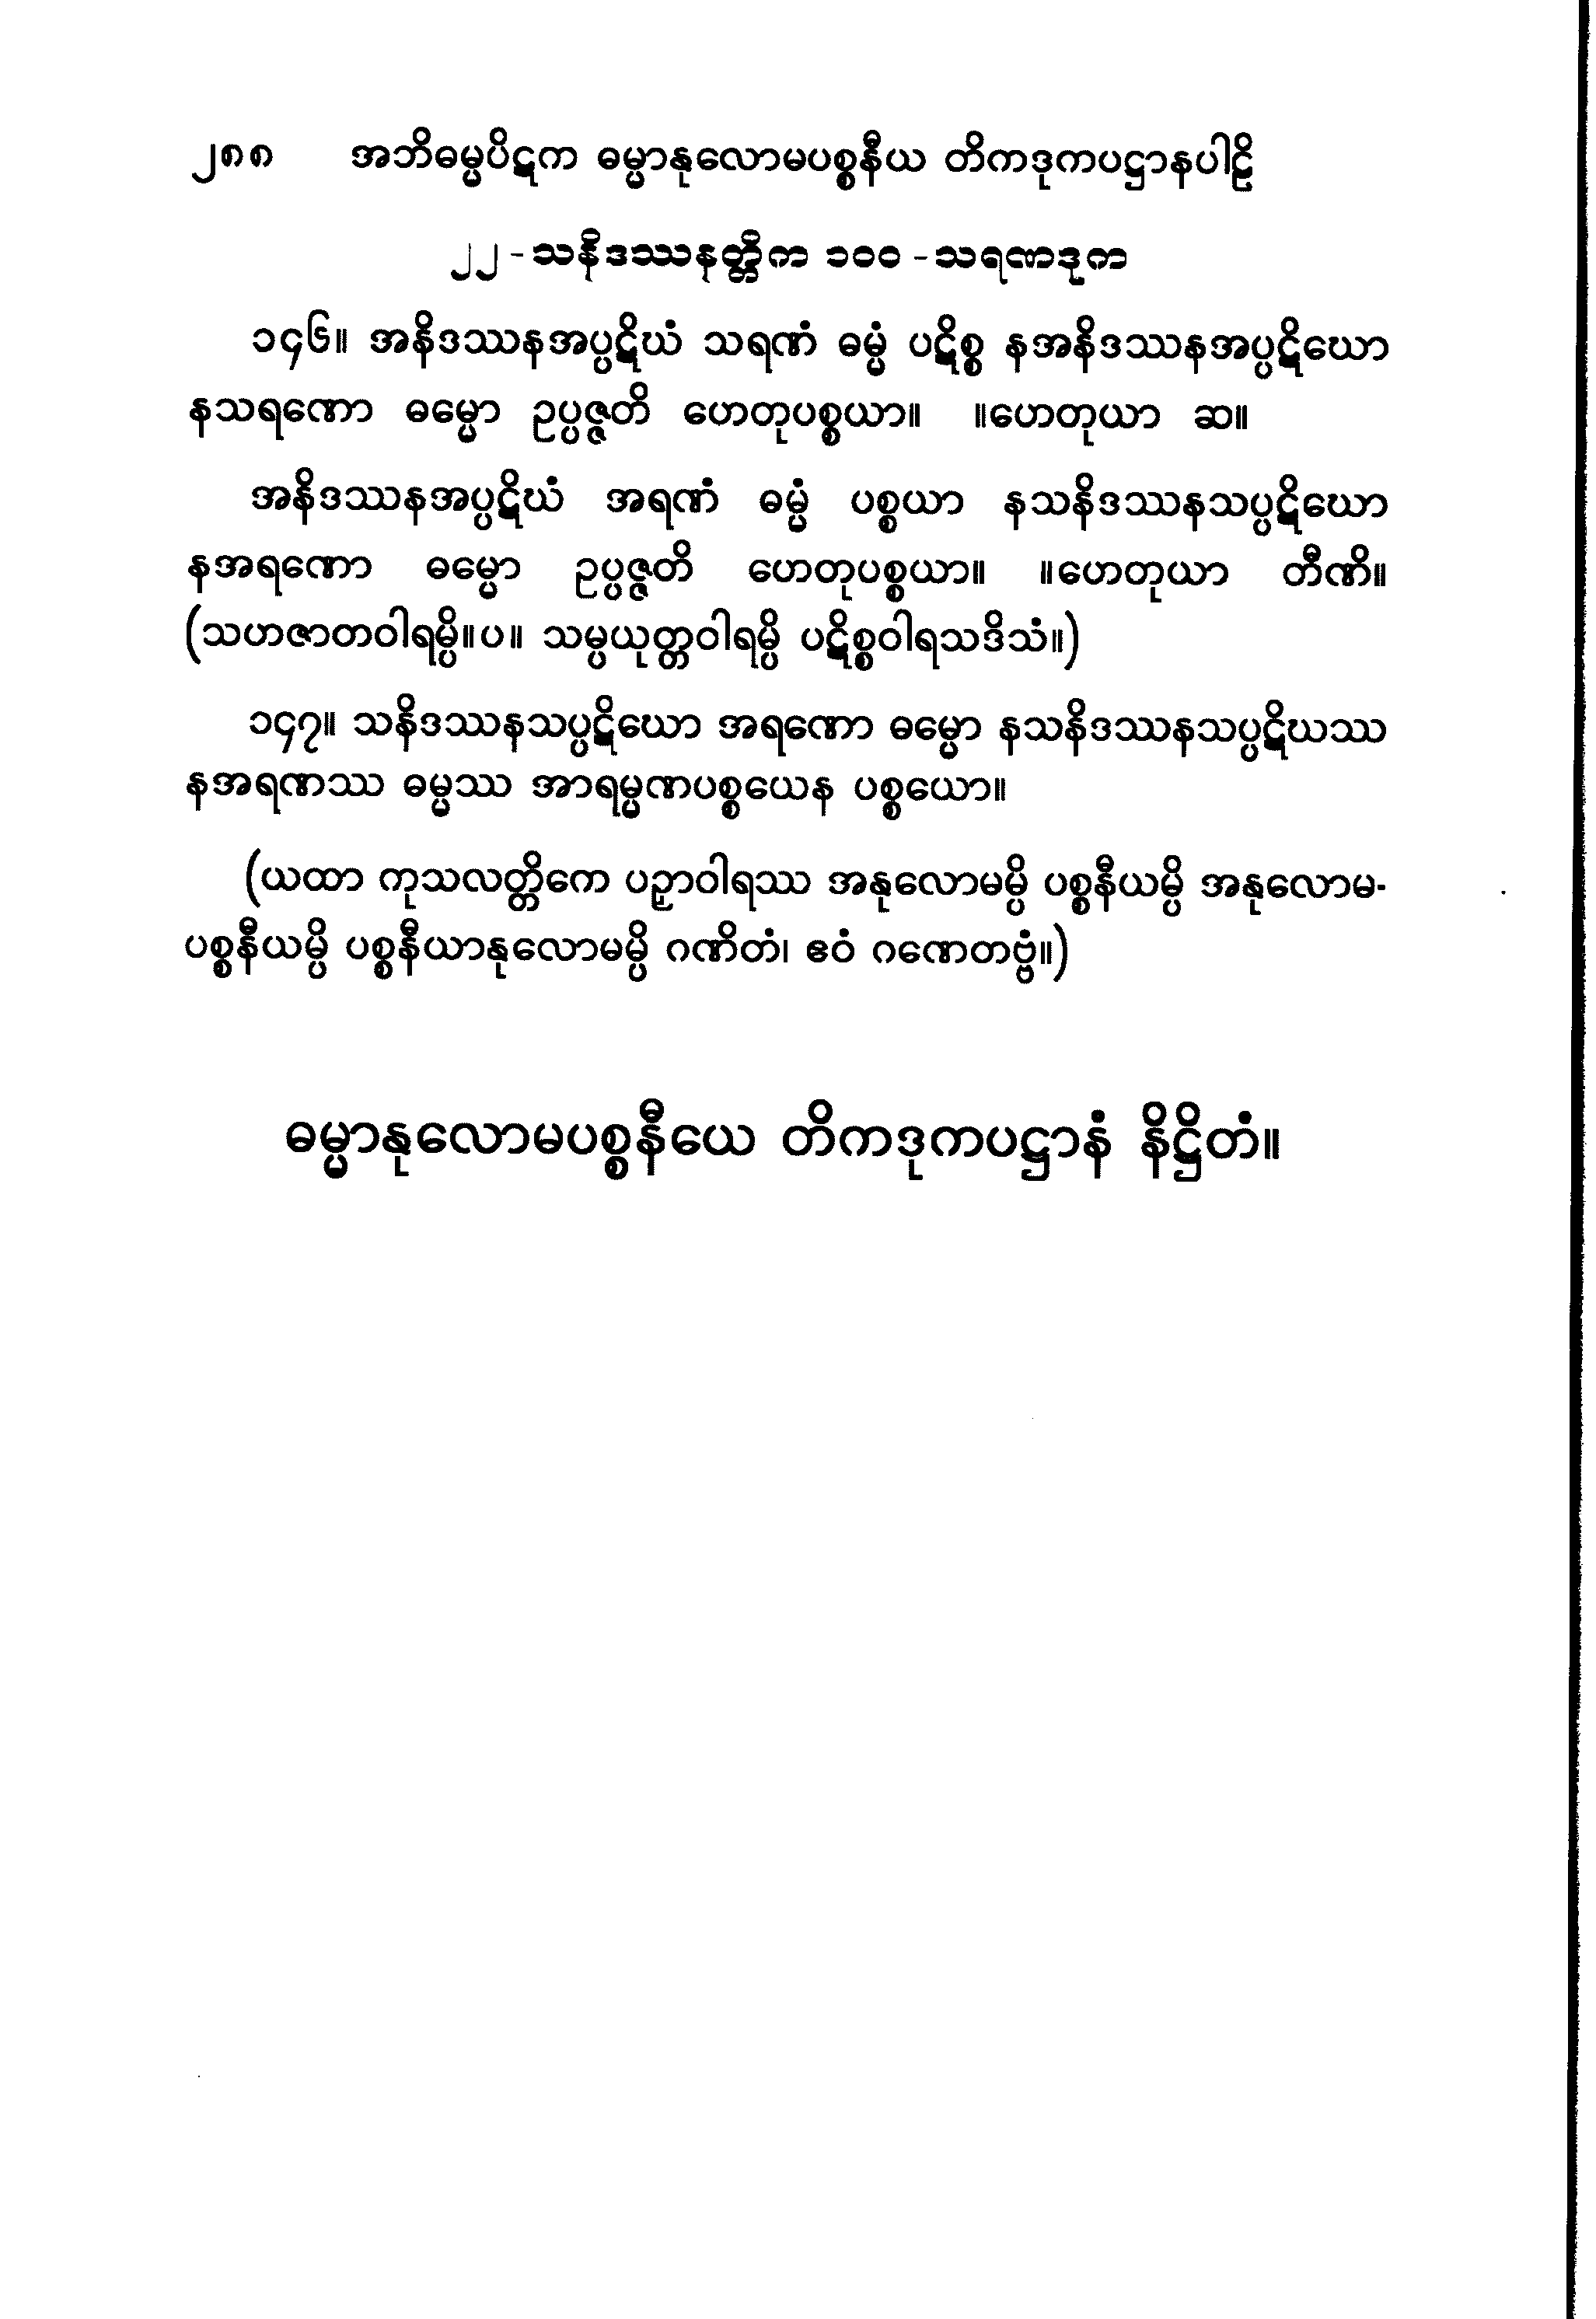 ၂၈၈ အဘိဓမ္မပိဋက ဓမ္မာနုလောမပစ္စနီယ တိကဒုကပဋ္ဌာနပါဠိ
၂၂ - သနိဒဿနတ္တိက ၁၀၀ - သရဏဒုက
၁၄၆။ အနိဒဿနအပ္ပဋိဃံ သရဏံ ဓမ္မံ ပဋိစ္စ နအနိဒဿနအပ္ပဋိဃော
နသရဏော ဓမ္မော ဥပ္ပဇ္ဇတိ ဟေတုပစ္စယာ။ ။ဟေတုယာ ဆ။
အနိဒဿနအပ္ပဋိဃံ အရဏံ ဓမ္မံ ပစ္စယာ နသနိဒဿနသပ္ပဋိဃော
နအရဏော ဓမ္မော ဥပ္ပဇ္ဇတိ ဟေတုပစ္စယာ။ ။ဟေတုယာ တီဏိ။
(သဟဇာတဝါရမ္ပိ။ပ။ သမ္ပယုတ္တဝါရမ္ပိ ပဋိစ္စဝါရသဒိသံ။)
၁၄၇။ သနိဒဿနသပ္ပဋိဃော အရဏော ဓမ္မော နသနိဒဿနသပ္ပဋိဃဿ
နအရဏဿ ဓမ္မဿ အာရမ္မဏပစ္စယေန ပစ္စယော။
(ယထာ ကုသလတ္တိကေ ပဉှာဝါရဿ အနုလောမမ္ပိ ပစ္စနီယမ္ပိ အနုလောမ-
ပစ္စနီယမ္ပိ ပစ္စနီယာနုလောမမ္ပိ ဂဏိတံ၊ ဧဝံ ဂဏေတဗ္ဗံ။)
ဓမ္မာနုလောမပစ္စနီယေ တိကဒုကပဋ္ဌာနံ နိဋ္ဌိတံ။